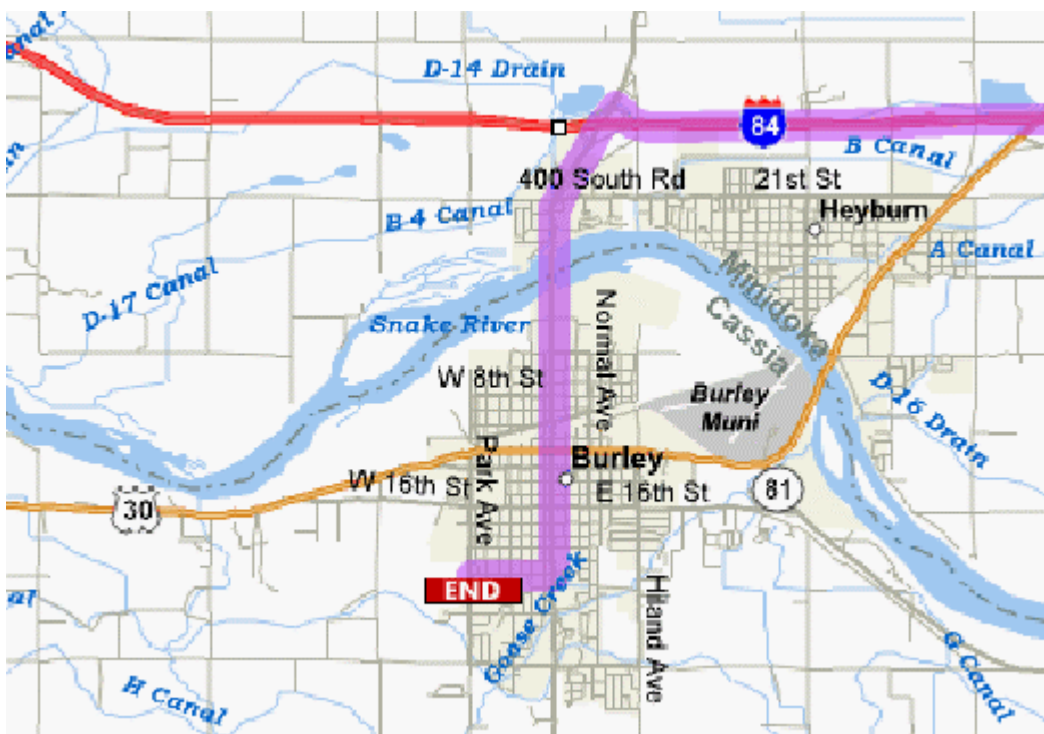 D-14 Drain
84
B Canal
400 South Rd
21st St
Heyburn
B-4 Canal
A Canal
D-17 Canal
Minidoka
Cassia
Snake River
Normal Ave
W 8th St
Burley
Muni
D-16 Drain
Park Ave
Burley
W 16th St
E 16th St
81
30
END
Goose Creek
Hiland Ave
G Canal
H Canal